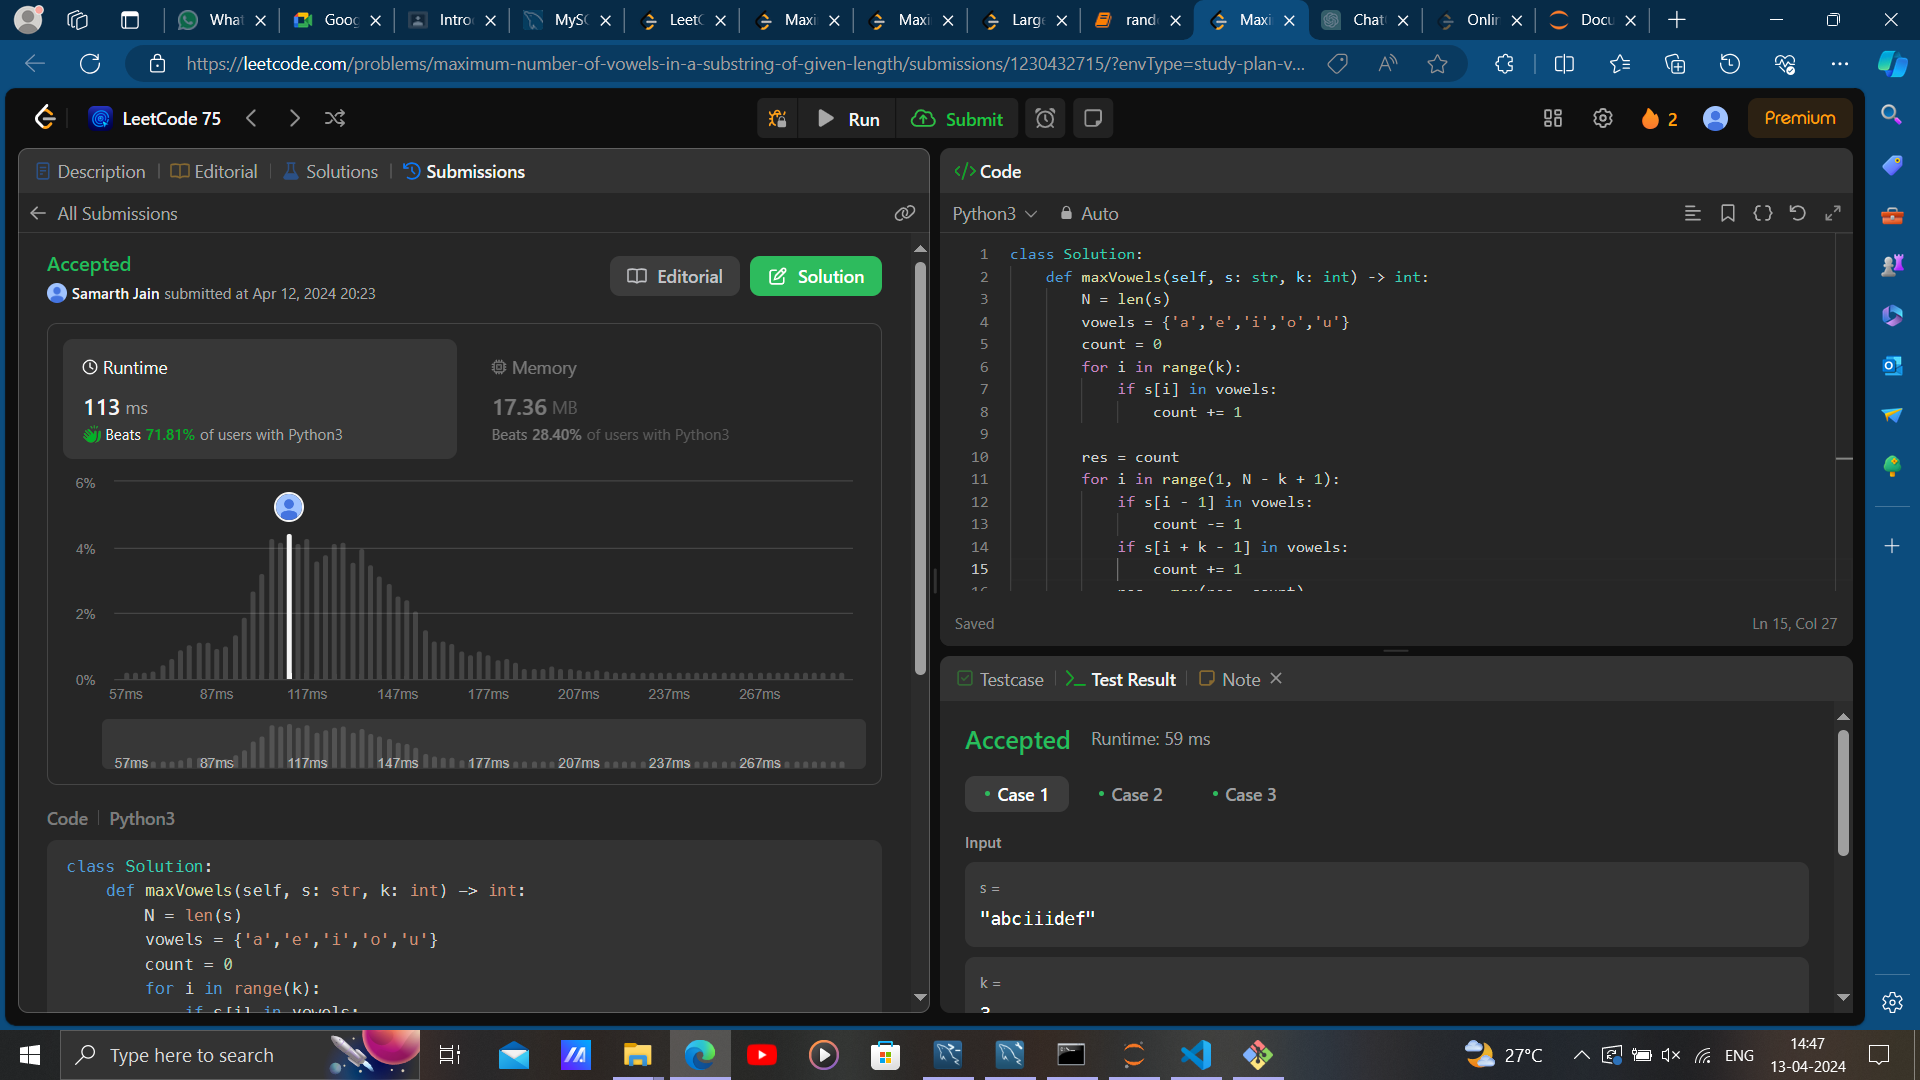 What
Goog
Intro
MySQ
LeetC
Maxi
Maxi
Large
rand
Maxi
Chat
Onlin
Docu
https://leetcode.com/problems/maximum-number-of-vowels-in-a-substring-of-given-length/submissions/1230432715/?envType=study-plan-v...
LeetCode 75
Run
Submit
2
Premium
Description
Editorial
Solutions
Submissions
All Submissions
Accepted
Samarth Jain submitted at Apr 12, 2024 20:23
Editorial
Solution
Runtime
113 ms
Beats 71.81% of users with Python3
Memory
17.36 MB
Beats 28.40% of users with Python3
6%
4%
2%
0%
57ms 87ms 117ms 147ms 177ms 207ms 237ms 267ms
57ms 87ms 117ms 147ms 177ms 207ms 237ms 267ms
Code
Python3
class Solution:
    def maxVowels(self, s: str, k: int) -> int:
        N = len(s)
        vowels = {'a','e','i','o','u'}
        count = 0
        for i in range(k):
            if s[i] in vowels:
Code
Python3
Auto
1 class Solution:
2     def maxVowels(self, s: str, k: int) -> int:
3         N = len(s)
4         vowels = {'a','e','i','o','u'}
5         count = 0
6         for i in range(k):
7             if s[i] in vowels:
8                 count += 1
9
10         res = count
11         for i in range(1, N - k + 1):
12             if s[i - 1] in vowels:
13                 count -= 1
14             if s[i + k - 1] in vowels:
15                 count += 1
16             res = max(res, count)
Saved
Ln 15, Col 27
Testcase
Test Result
Note
Accepted
Runtime: 59 ms
Case 1
Case 2
Case 3
Input
s =
"abciiidef"
k =
3
Type here to search
27°C
ENG
14:47
13-04-2024